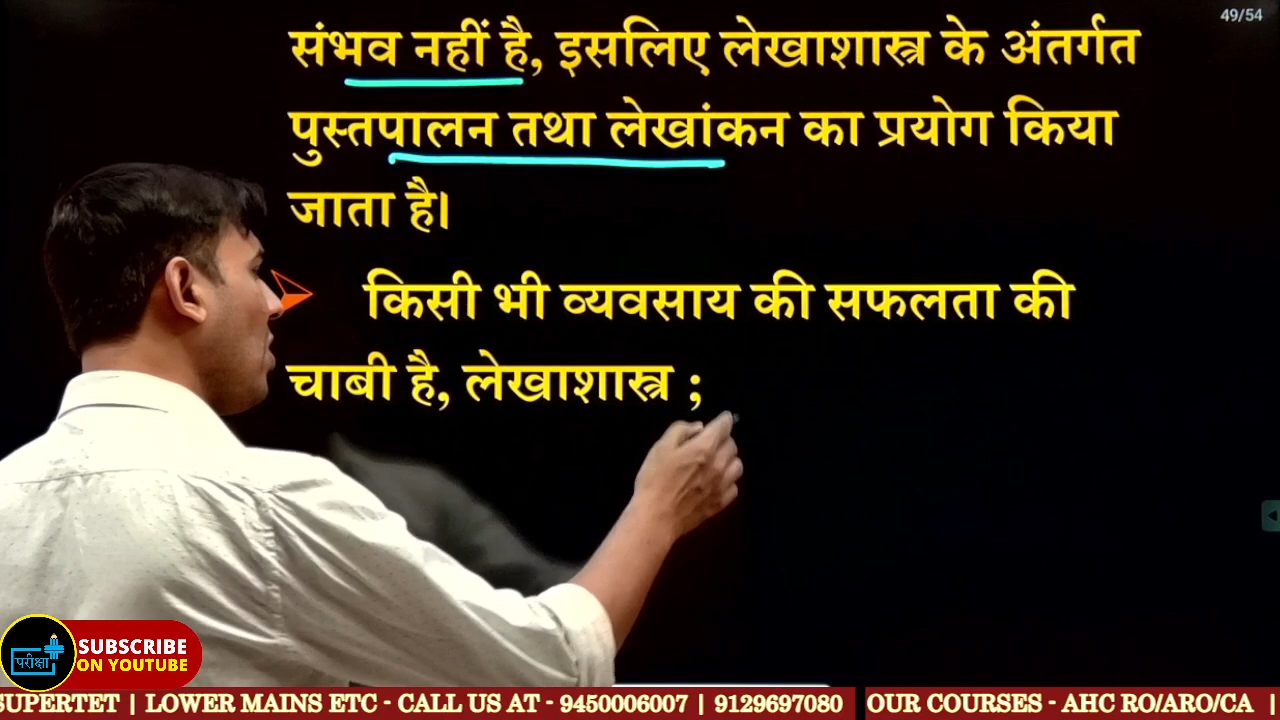 49/54
संभव नहीं है, इसलिए लेखाशास्त्र के अंतर्गत
पुस्तपालन तथा लेखांकन का प्रयोग किया
जाता है।
किसी भी व्यवसाय की सफलता की
चाबी है, लेखाशास्त्र ;
परीक्षा
SUBSCRIBE
ON YOUTUBE
SUPERTET | LOWER MAINS ETC - CALL US AT - 9450006007 | 9129697080 OUR COURSES - AHC RO/ARO/CA |